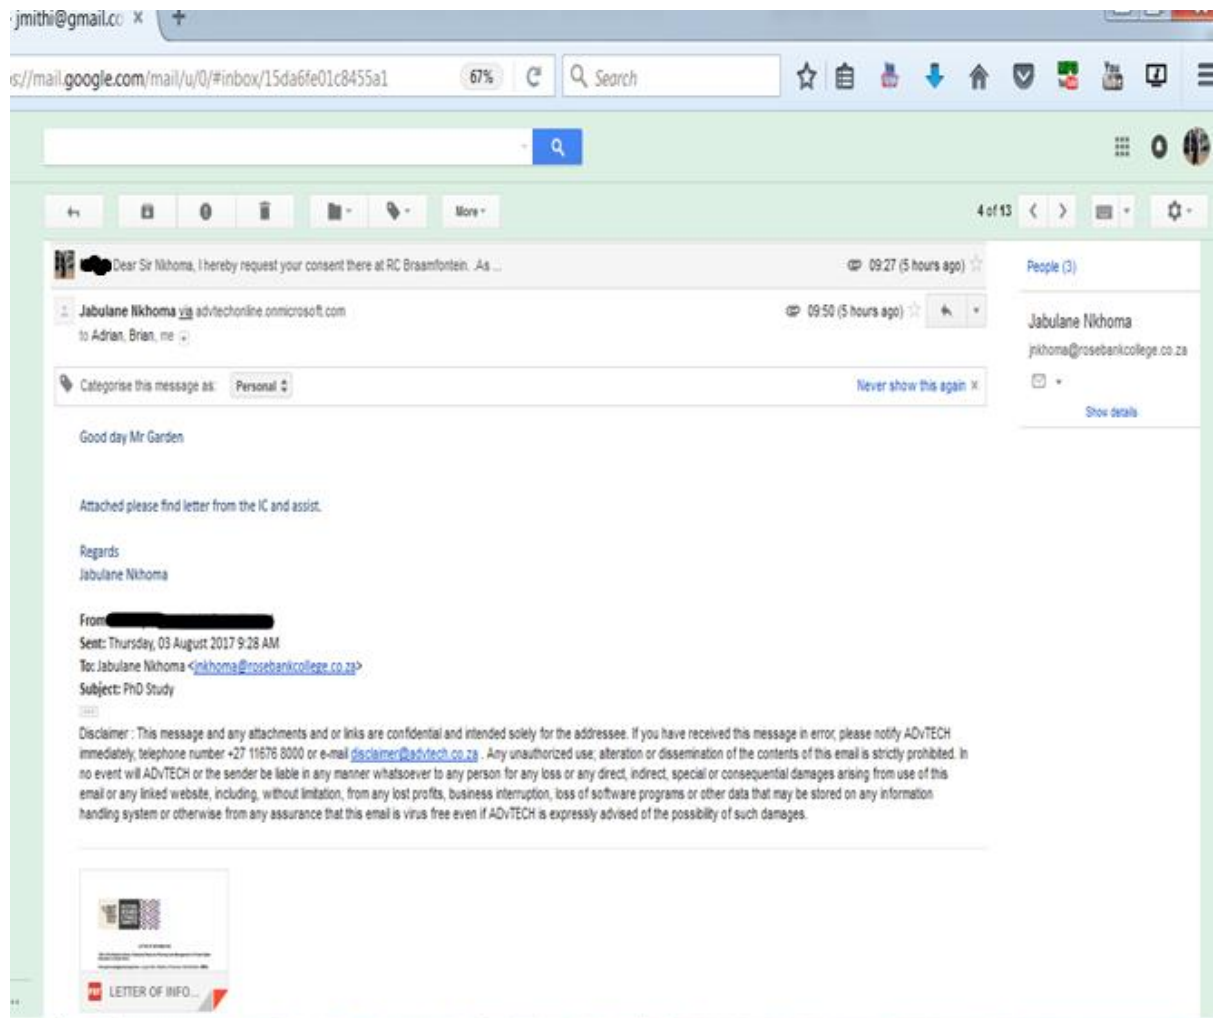 jmithi@gmail.co × +
s://mail.google.com/mail/u/0/#inbox/15da6fe01c8455a1 67% Search
More
4 of 13
Dear Sir Nkhoma, I hereby request your consent there at RC Braamfontein. .As ... 09:27 (5 hours ago)
People (3)
Jabulane Nkhoma via advtechonline.onmicrosoft.com 09:50 (5 hours ago)
to Adrian, Brian, me
Jabulane Nkhoma
jnkhoma@rosebankcollege.co.za
Show details
Categorise this message as: Personal Never show this again ×
Good day Mr Garden
Attached please find letter from the IC and assist.
Regards
Jabulane Nkhoma
From
Sent: Thursday, 03 August 2017 9:28 AM
To: Jabulane Nkhoma <jnkhoma@rosebankcollege.co.za>
Subject: PhD Study
Disclaimer : This message and any attachments and or links are confidential and intended solely for the addressee. If you have received this message in error, please notify ADvTECH
immediately, telephone number +27 11676 8000 or e-mail disclaimer@advtech.co.za . Any unauthorized use, alteration or dissemination of the contents of this email is strictly prohibited. In
no event will ADvTECH or the sender be liable in any manner whatsoever to any person for any loss or any direct, indirect, special or consequential damages arising from use of this
email or any linked website, including, without limitation, from any lost profits, business interruption, loss of software programs or other data that may be stored on any information
handling system or otherwise from any assurance that this email is virus free even if ADvTECH is expressly advised of the possibility of such damages.
LETTER OF INFORMATION
PDF LETTER OF INFO...